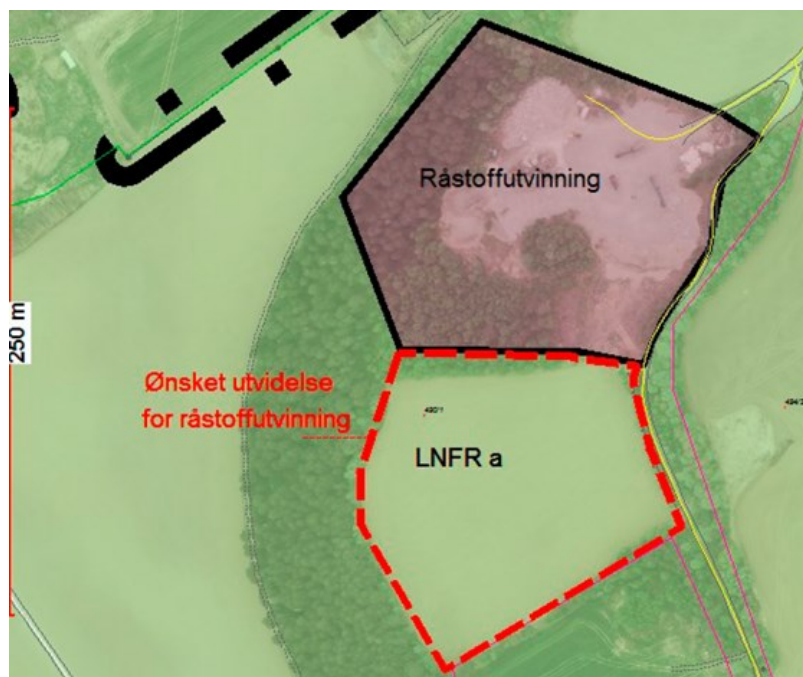 Råstoffutvinning
250 m
Ønsket utvidelse
for råstoffutvinning
LNFR a